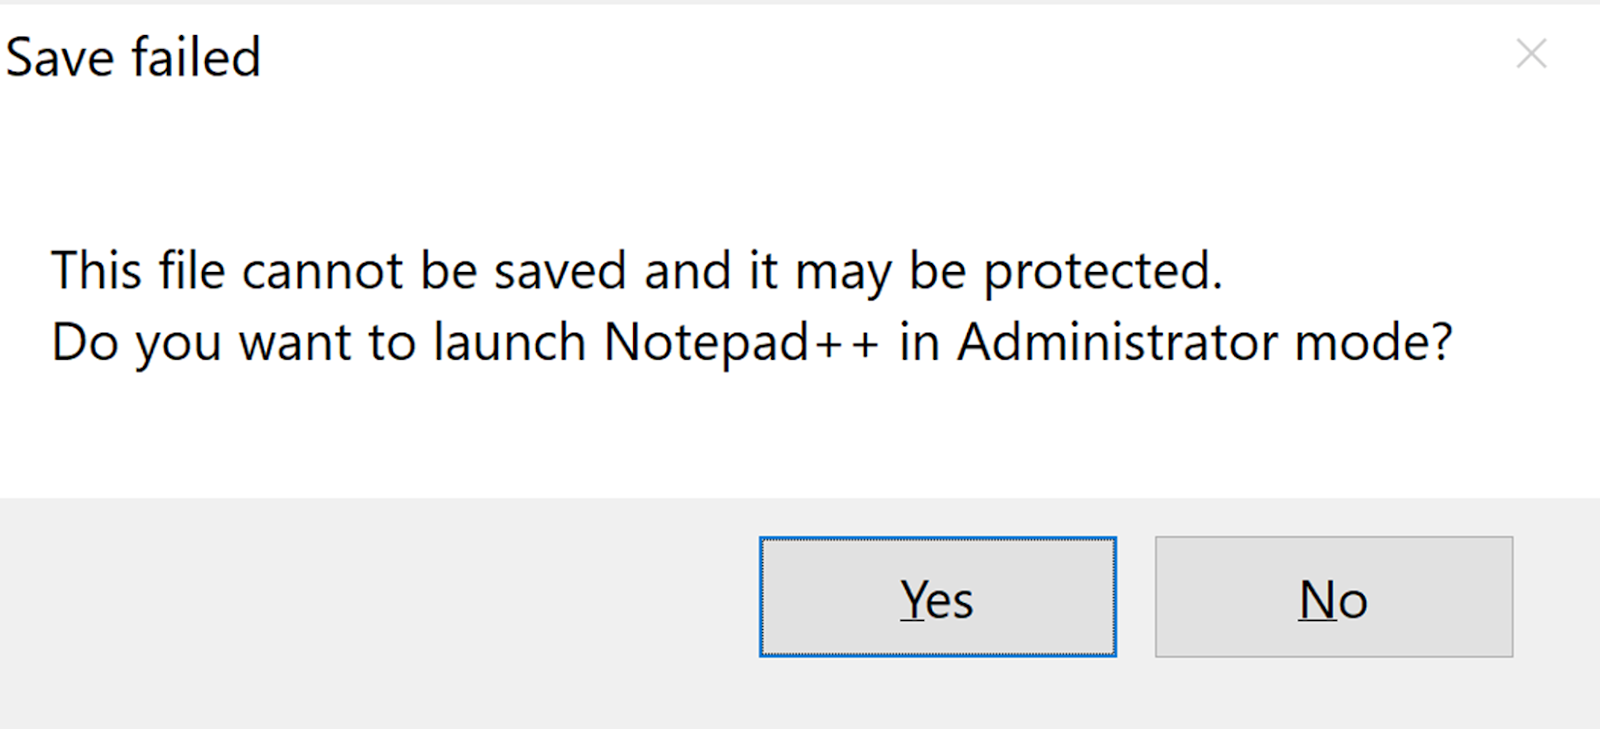 Save failed
This file cannot be saved and it may be protected.
Do you want to launch Notepad++ in Administrator mode?
Yes
No